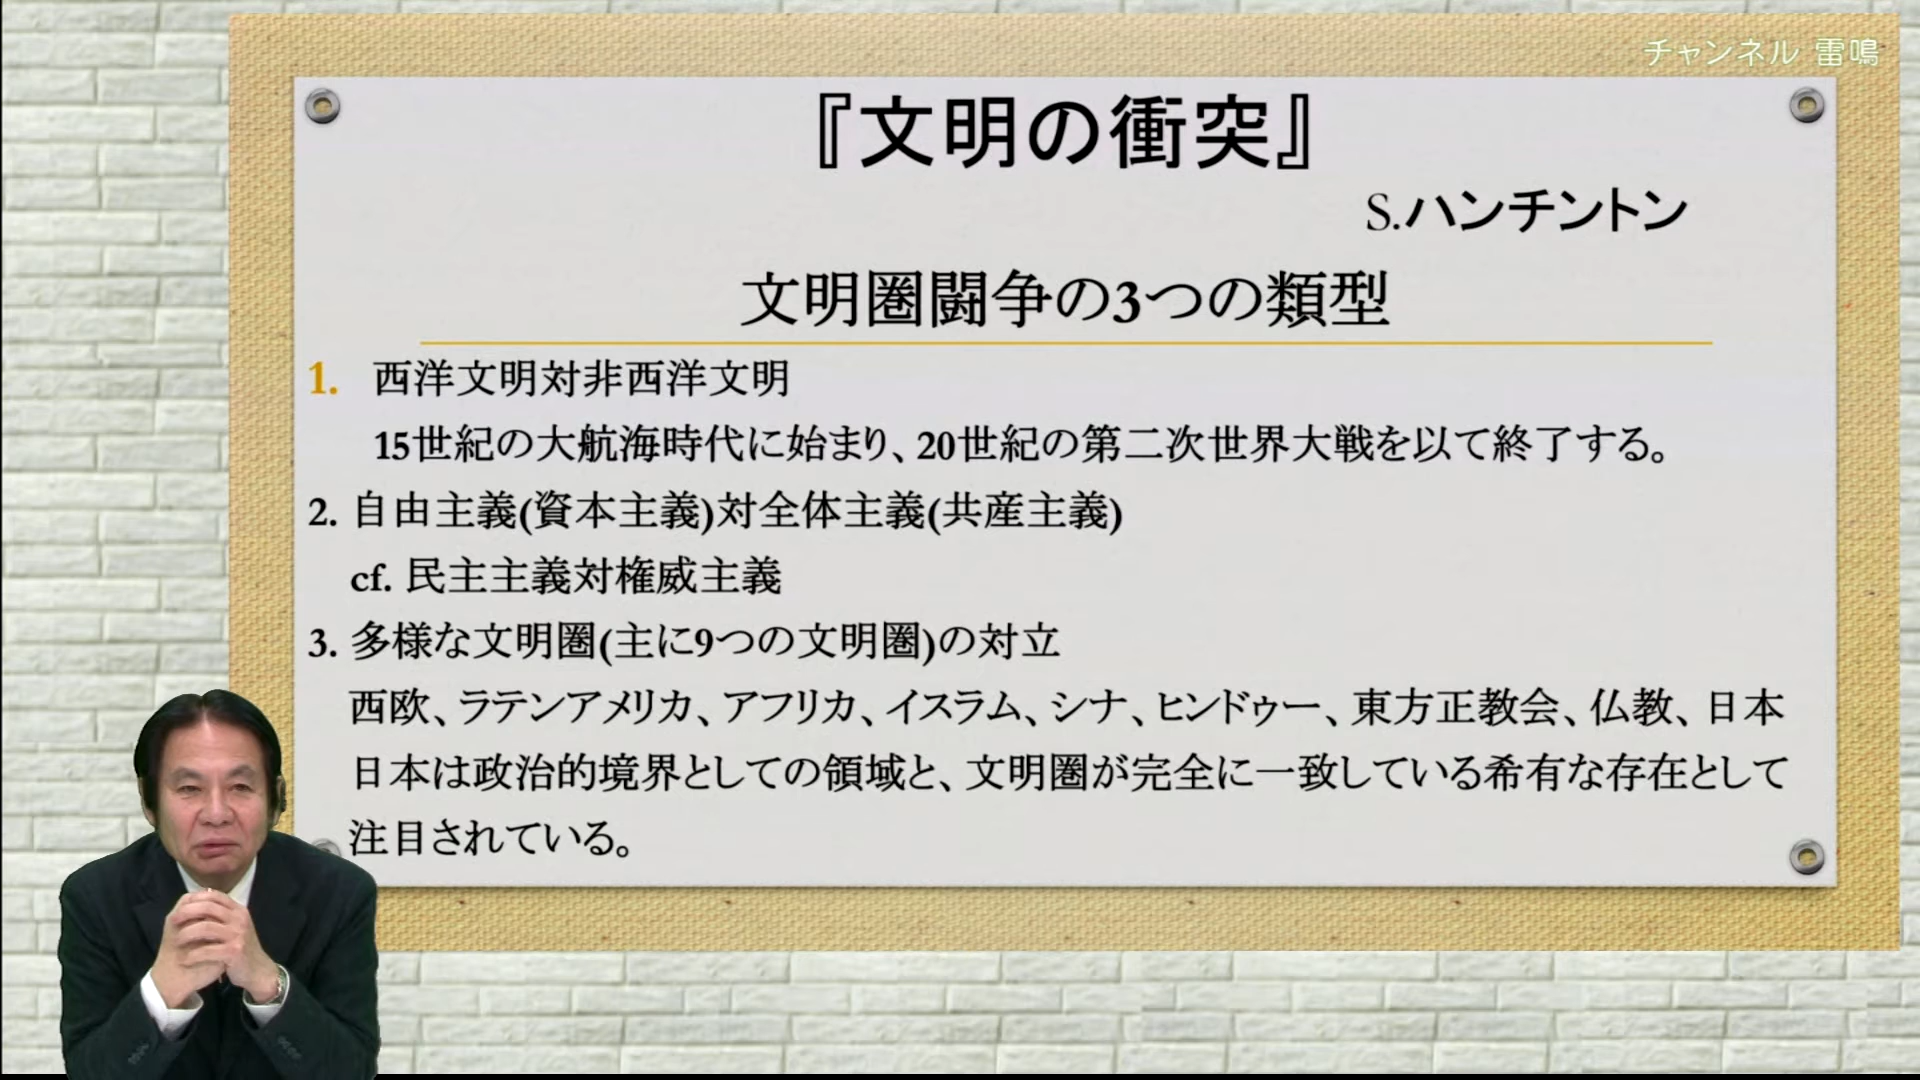 チャンネル 雷鳴
『文明の衝突』
S.ハンチントン
文明圏闘争の3つの類型
1. 西洋文明対非西洋文明
15世紀の大航海時代に始まり、20世紀の第二次世界大戦を以て終了する。
2. 自由主義(資本主義)対全体主義(共産主義)
cf. 民主主義対権威主義
3. 多様な文明圏(主に9つの文明圏)の対立
西欧、ラテンアメリカ、アフリカ、イスラム、シナ、ヒンドゥー、東方正教会、仏教、日本
日本は政治的境界としての領域と、文明圏が完全に一致している希有な存在として
注目されている。